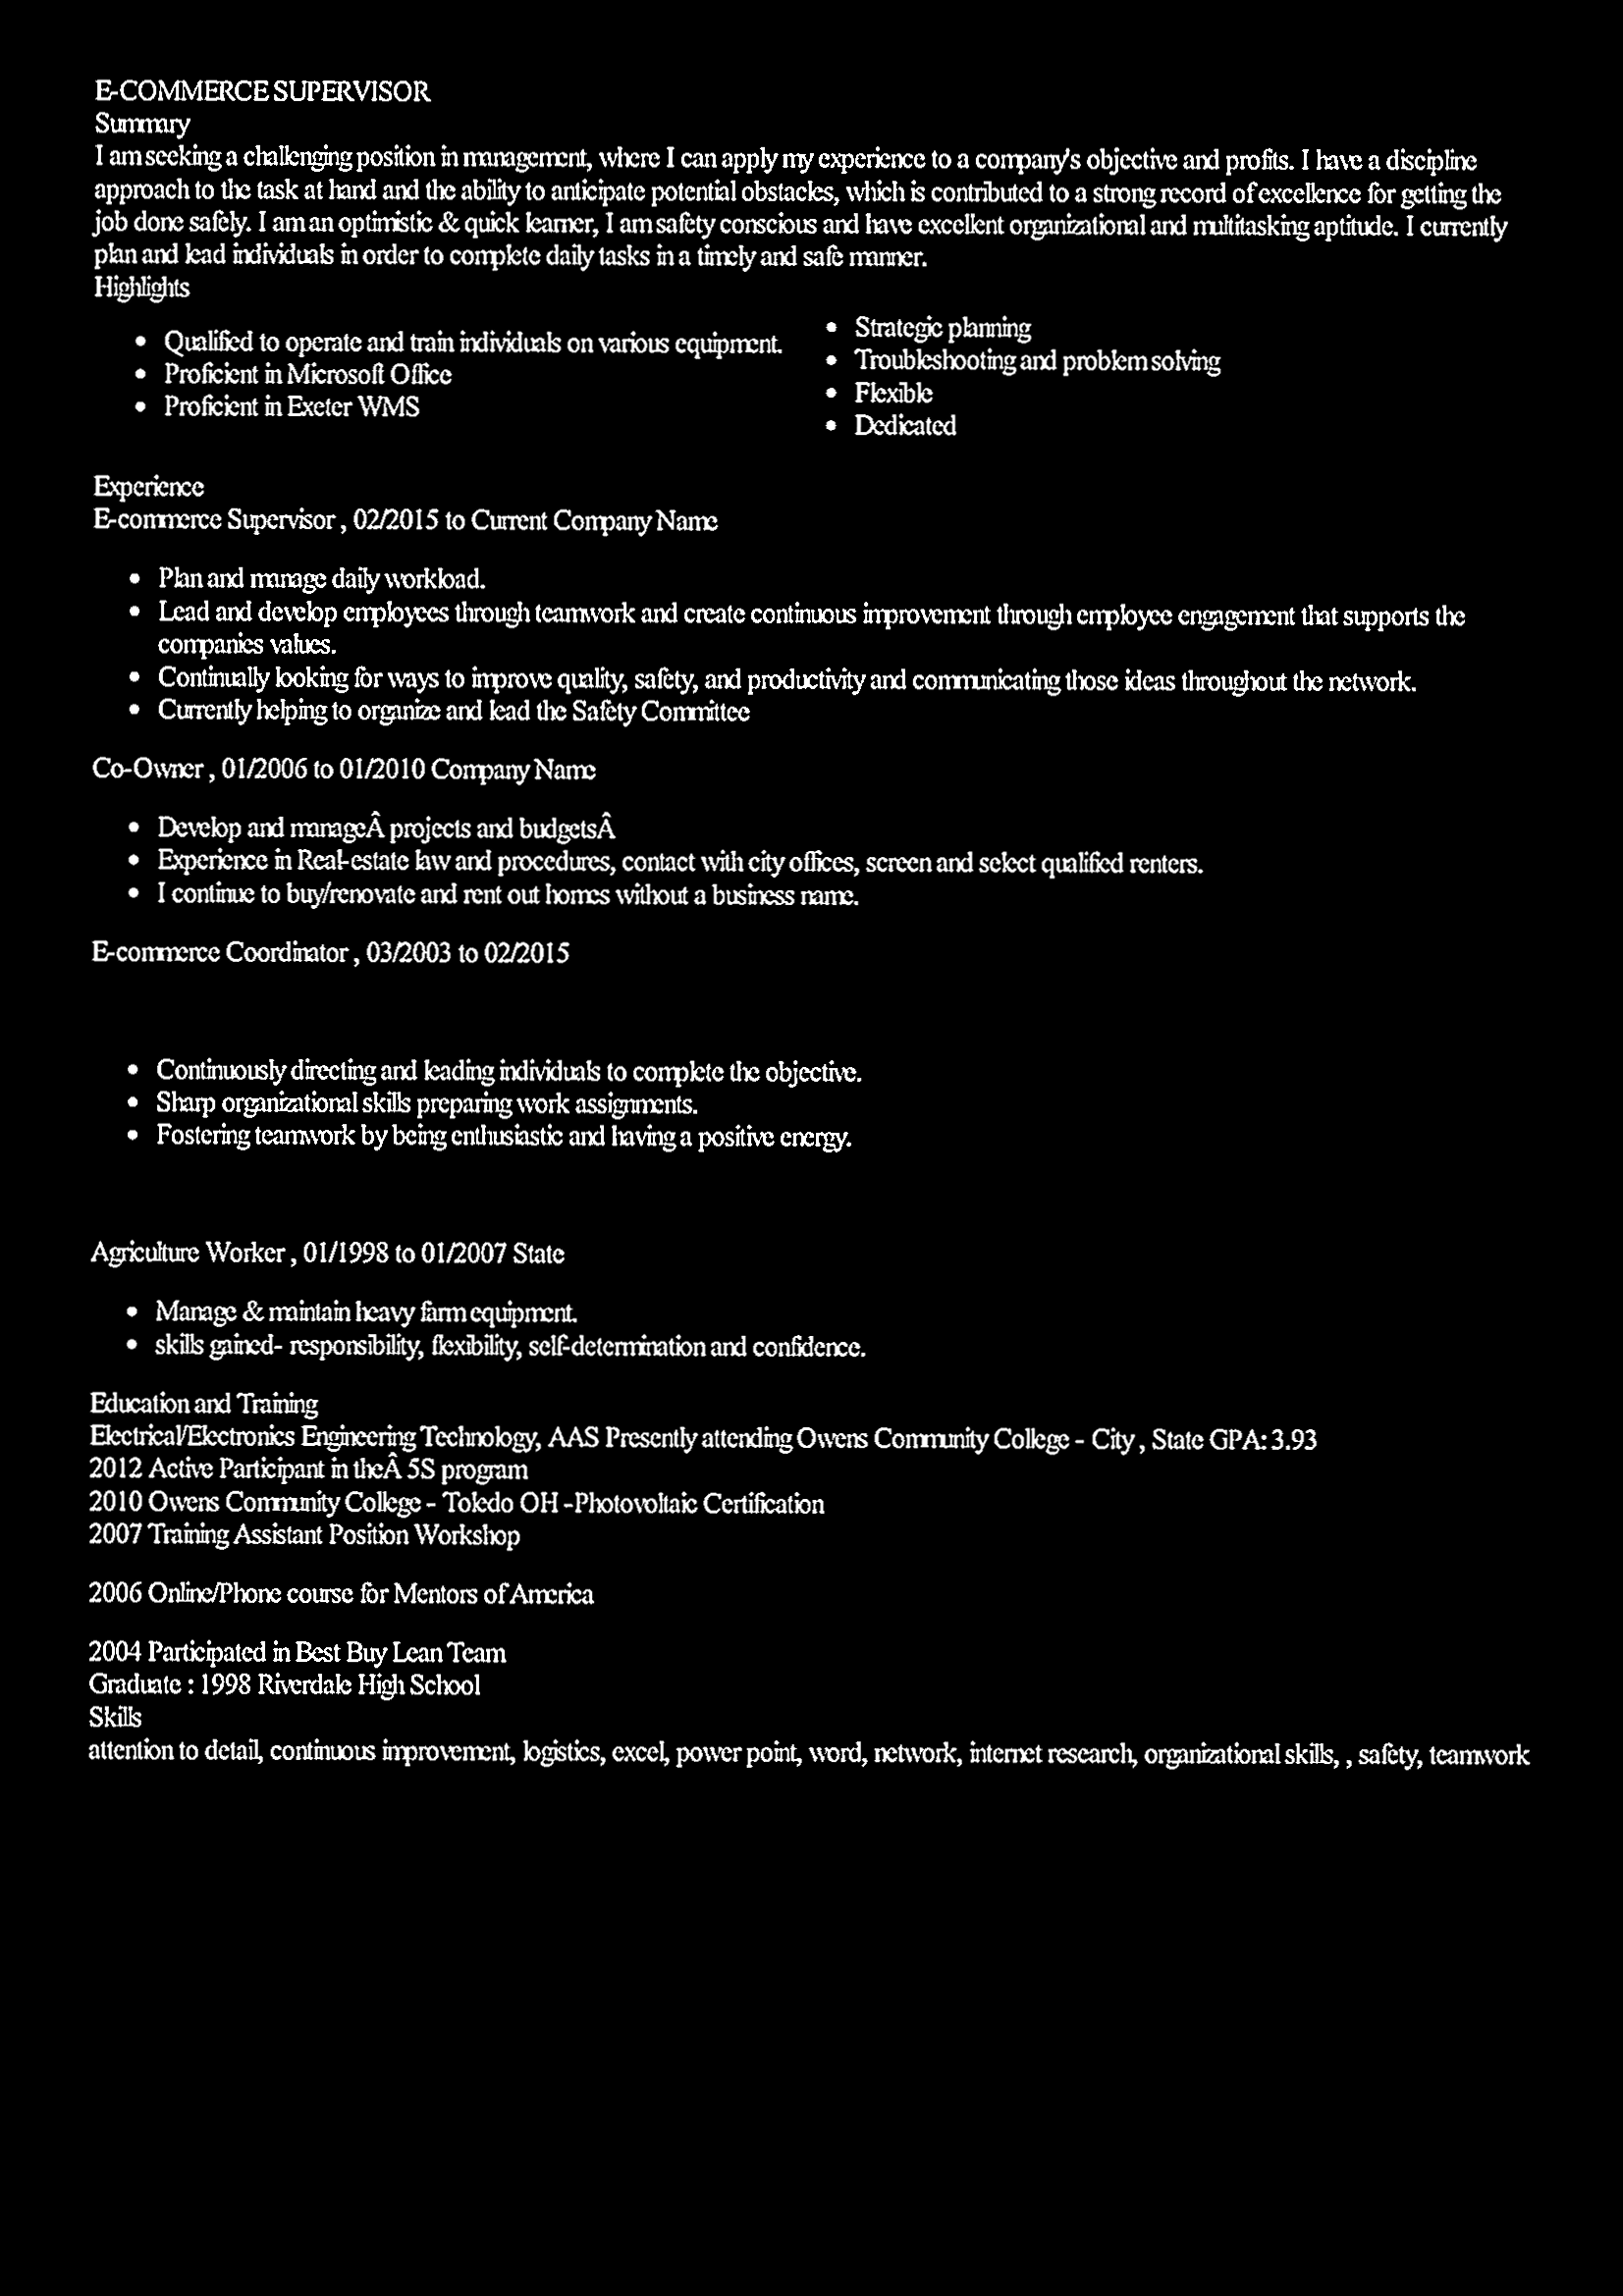 E-COMMERCE SUPERVISOR
Summary
I am seeking a challenging position in management, where I can apply my experience to a company's objective and profits. I have a discipline
approach to the task at hand and the ability to anticipate potential obstacles, which is contributed to a strong record of excellence for getting the
job done safely. I am an optimistic & quick learner, I am safety conscious and have excellent organizational and multitasking aptitude. I currently
plan and lead individuals in order to complete daily tasks in a timely and safe manner.
Highlights
• Qualified to operate and train individuals on various equipment.
• Proficient in Microsoft Office
• Proficient in Exeter WMS
• Strategic planning
• Troubleshooting and problem solving
• Flexible
• Dedicated
Experience
E-commerce Supervisor , 02/2015 to Current Company Name
• Plan and manage daily workload.
• Lead and develop employees through teamwork and create continuous improvement through employee engagement that supports the
companies values.
• Continually looking for ways to improve quality, safety, and productivity and communicating those ideas throughout the network.
• Currently helping to organize and lead the Safety Committee
Co-Owner , 01/2006 to 01/2010 Company Name
• Develop and manageÂ projects and budgetsÂ
• Experience in Real-estate law and procedures, contact with city offices, screen and select qualified renters.
• I continue to buy/renovate and rent out homes without a business name.
E-commerce Coordinator , 03/2003 to 02/2015
• Continuously directing and leading individuals to complete the objective.
• Sharp organizational skills preparing work assignments.
• Fostering teamwork by being enthusiastic and having a positive energy.
Agriculture Worker , 01/1998 to 01/2007 State
• Manage & maintain heavy farm equipment.
• skills gained- responsibility, flexibility, self-determination and confidence.
Education and Training
Electrical/Electronics Engineering Technology, AAS Presently attending Owens Community College - City , State GPA: 3.93
2012 Active Participant in theÂ 5S program
2010 Owens Community College - Toledo OH -Photovoltaic Certification
2007 Training Assistant Position Workshop
2006 Online/Phone course for Mentors of America
2004 Participated in Best Buy Lean Team
Graduate : 1998 Riverdale High School
Skills
attention to detail, continuous improvement, logistics, excel, power point, word, network, internet research, organizational skills, , safety, teamwork